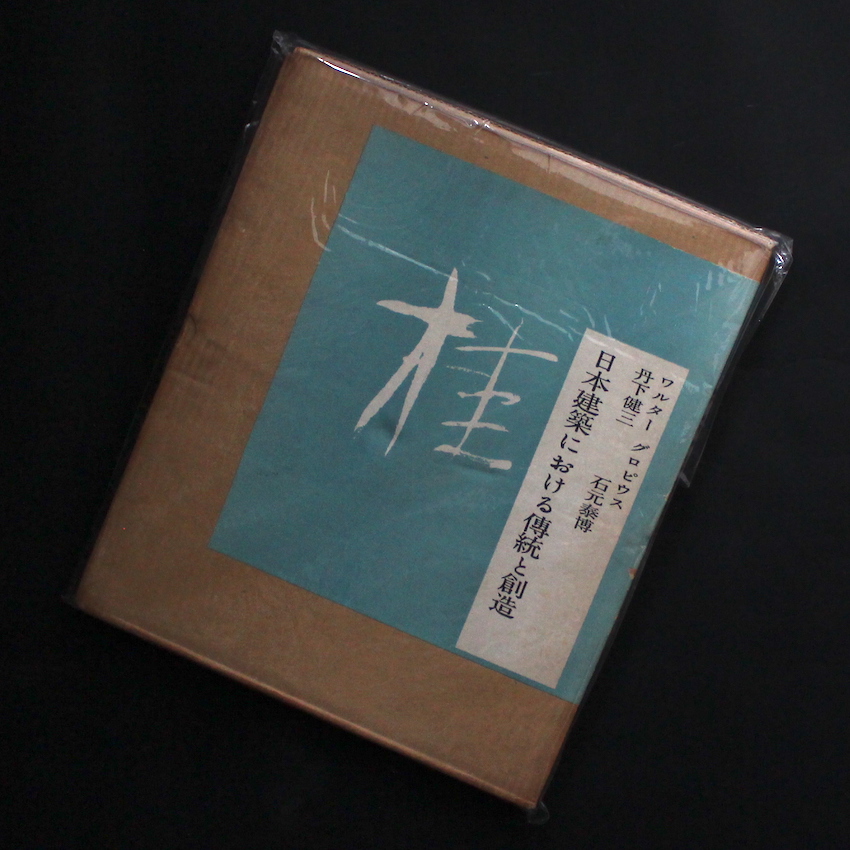 桂
ワルター グロピウス
丹下健三 石元泰博
日本建築における傳統と創造